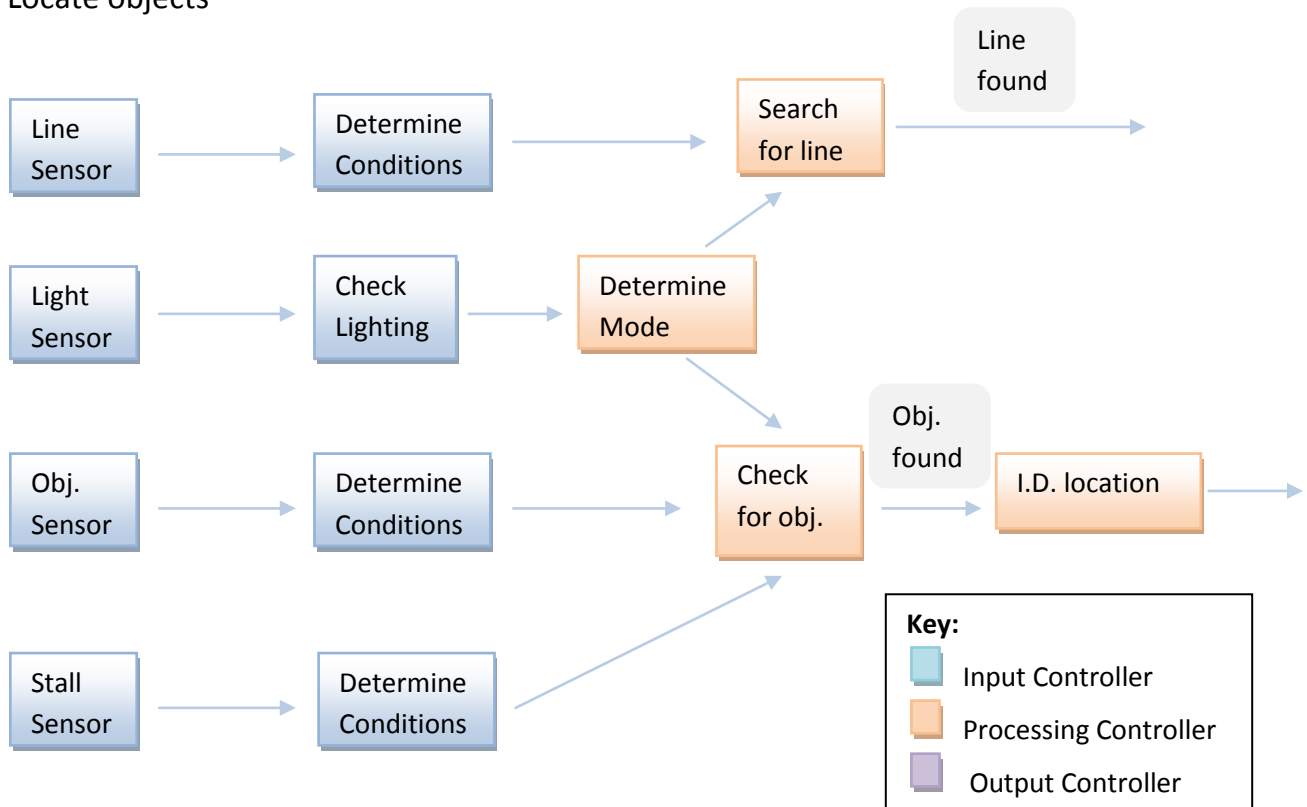 Locate objects
Line
found
Line
Sensor
Determine
Conditions
Search
for line
Light
Sensor
Check
Lighting
Determine
Mode
Obj.
found
Obj.
Sensor
Determine
Conditions
Check
for obj.
I.D. location
Stall
Sensor
Determine
Conditions
Key:
Input Controller
Processing Controller
Output Controller